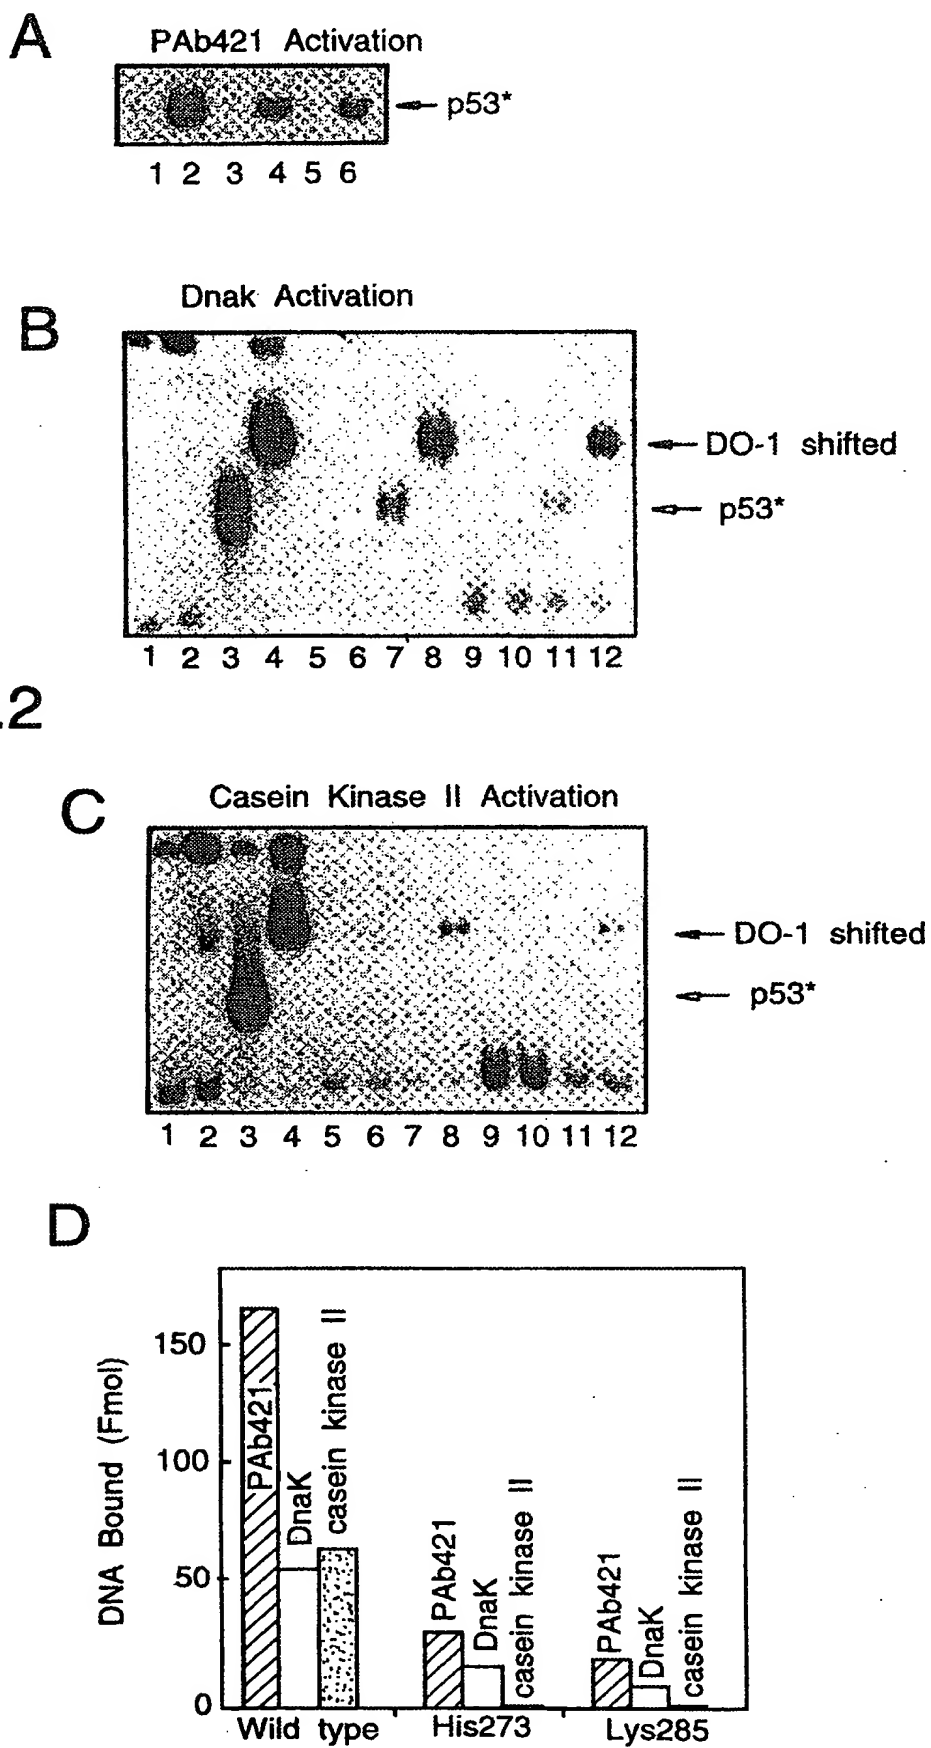 A
PAb421 Activation
p53*
1 2 3 4 5 6
B
Dnak Activation
DO-1 shifted
p53*
1 2 3 4 5 6 7 8 9 10 11 12
.2
C
Casein Kinase II Activation
DO-1 shifted
p53*
1 2 3 4 5 6 7 8 9 10 11 12
D
DNA Bound (Fmol)
150
100
50
0
PAb421
DnaK
casein kinase II
PAb421
DnaK
casein kinase II
PAb421
DnaK
casein kinase II
Wild type His273 Lys285